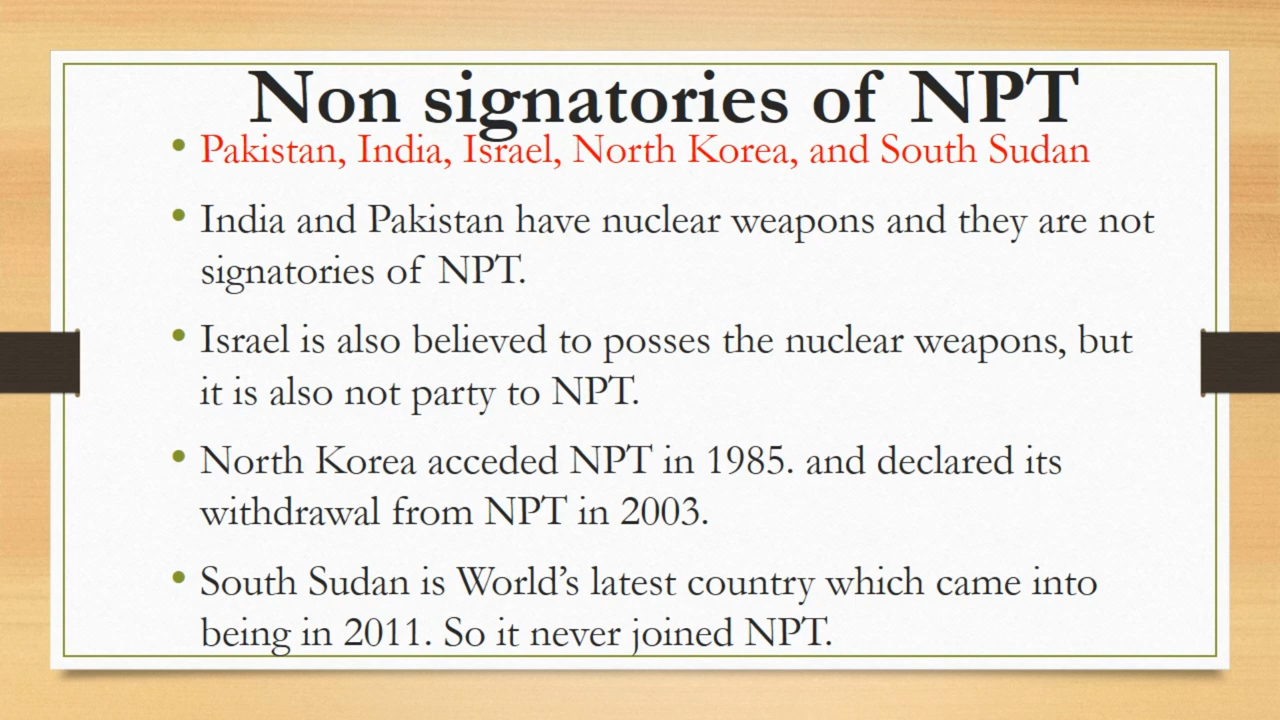 Non signatories of NPT
• Pakistan, India, Israel, North Korea, and South Sudan
• India and Pakistan have nuclear weapons and they are not
signatories of NPT.
• Israel is also believed to posses the nuclear weapons, but
it is also not party to NPT.
• North Korea acceded NPT in 1985. and declared its
withdrawal from NPT in 2003.
• South Sudan is World’s latest country which came into
being in 2011. So it never joined NPT.